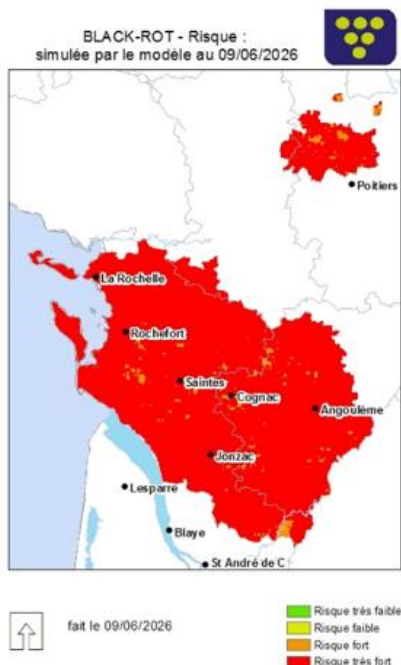 BLACK-ROT - Risque :
simulée par le modèle au 09/06/2026
Poitiers
La Rochelle
Rochefort
Saintes
Cognac
Angoulème
Jonzac
Lesparre
Blaye
St André de C
fait le 09/06/2026
Risque très faible
Risque faible
Risque fort
Risque très fort